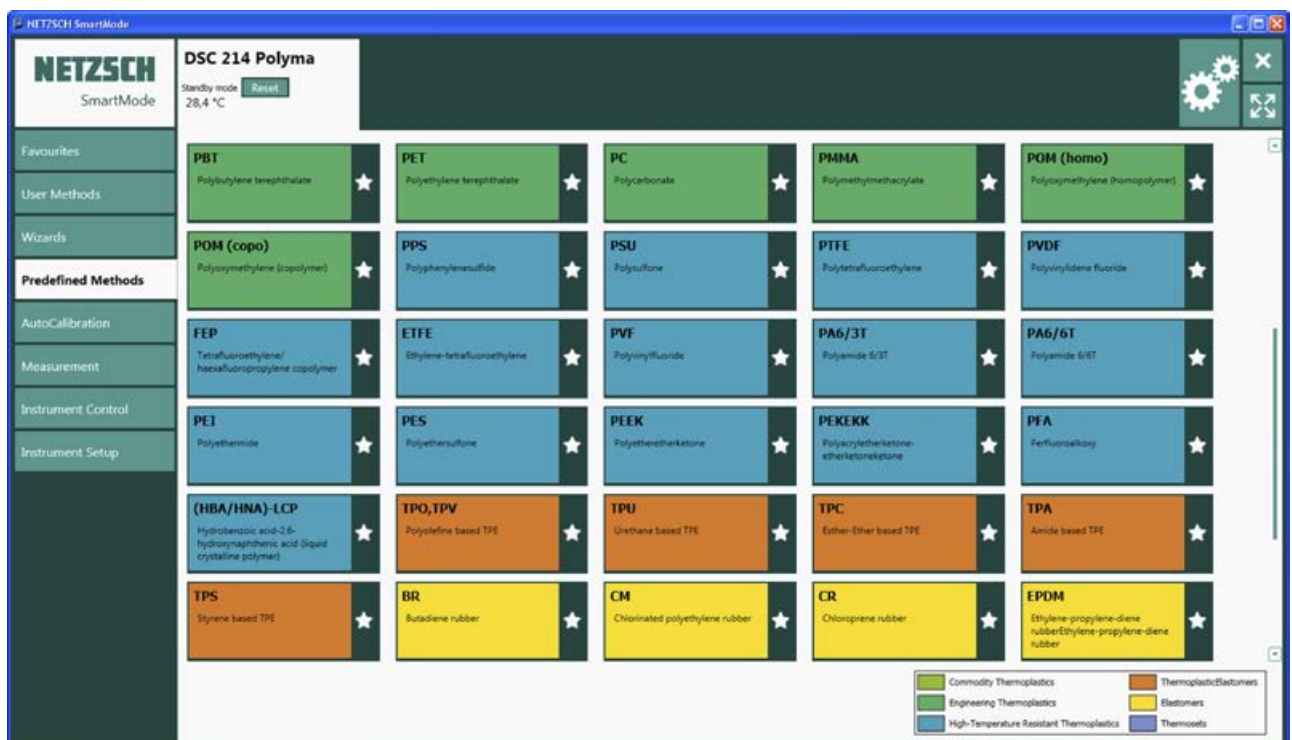 NETZSCH SmartMode
NETZSCH
SmartMode
DSC 214 Polyma
Standby mode Reset
28,4 °C
Favourites
User Methods
Wizards
Predefined Methods
AutoCalibration
Measurement
Instrument Control
Instrument Setup
PBT
Polybutylene terephthalate
PET
Polyethylene terephthalate
PC
Polycarbonate
PMMA
Polymethylmethacrylate
POM (homo)
Polyoxymethylene (homopolymer)
POM (copo)
Polyoxymethylene (copolymer)
PPS
Polyphenylenesulfide
PSU
Polysulfone
PTFE
Polytetrafluoroethylene
PVDF
Polyvinylidene fluoride
FEP
Tetrafluoroethylene/
haexafluoropropylene copolymer
ETFE
Ethylene-tetrafluoroethylene
PVF
Polyvinylfluoride
PA6/3T
Polyamide 6/3T
PA6/6T
Polyamide 6/6T
PEI
Polyethermide
PES
Polyethersulfone
PEEK
Polyetheretherketone
PEKEKK
Polyacryletherketone-
etherketoneketone
PFA
Perfluoroalkoxy
(HBA/HNA)-LCP
Hydrobenzoic acid-2,6-
hydroxynaphthenic acid (liquid
crystalline polymer)
TPO,TPV
Polyolefine based TPE
TPU
Urethane based TPE
TPC
Esther-Ether based TPE
TPA
Amide based TPE
TPS
Styrene based TPE
BR
Butadiene rubber
CM
Chlorinated polyethylene rubber
CR
Chloroprene rubber
EPDM
Ethylene-propylene-diene
rubberEthylene-propylene-diene
rubber
Commodity Thermoplastics
Engineering Thermoplastics
High-Temperature Resistant Thermoplastics
ThermoplasticElastomers
Elastomers
Thermosets